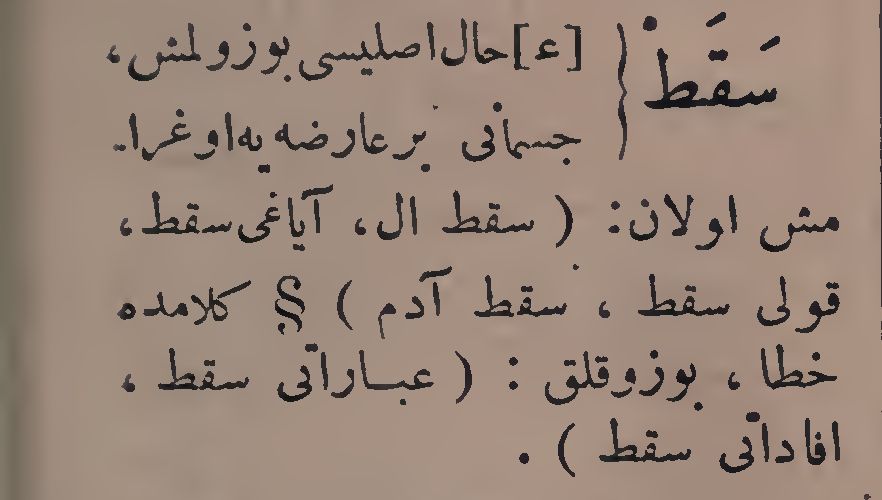 سَقَط { [ع] حال اصلیسی بوزولمش،
جسمانی بر عارضه یه اوغرا-
مش اولان: ( سقط ال، آیاغی سقط،
قولی سقط ، سقط آدم ) § كلامده
خطا ، بوزوقلق : ( عباراتی سقط ،
افاداتی سقط ) .